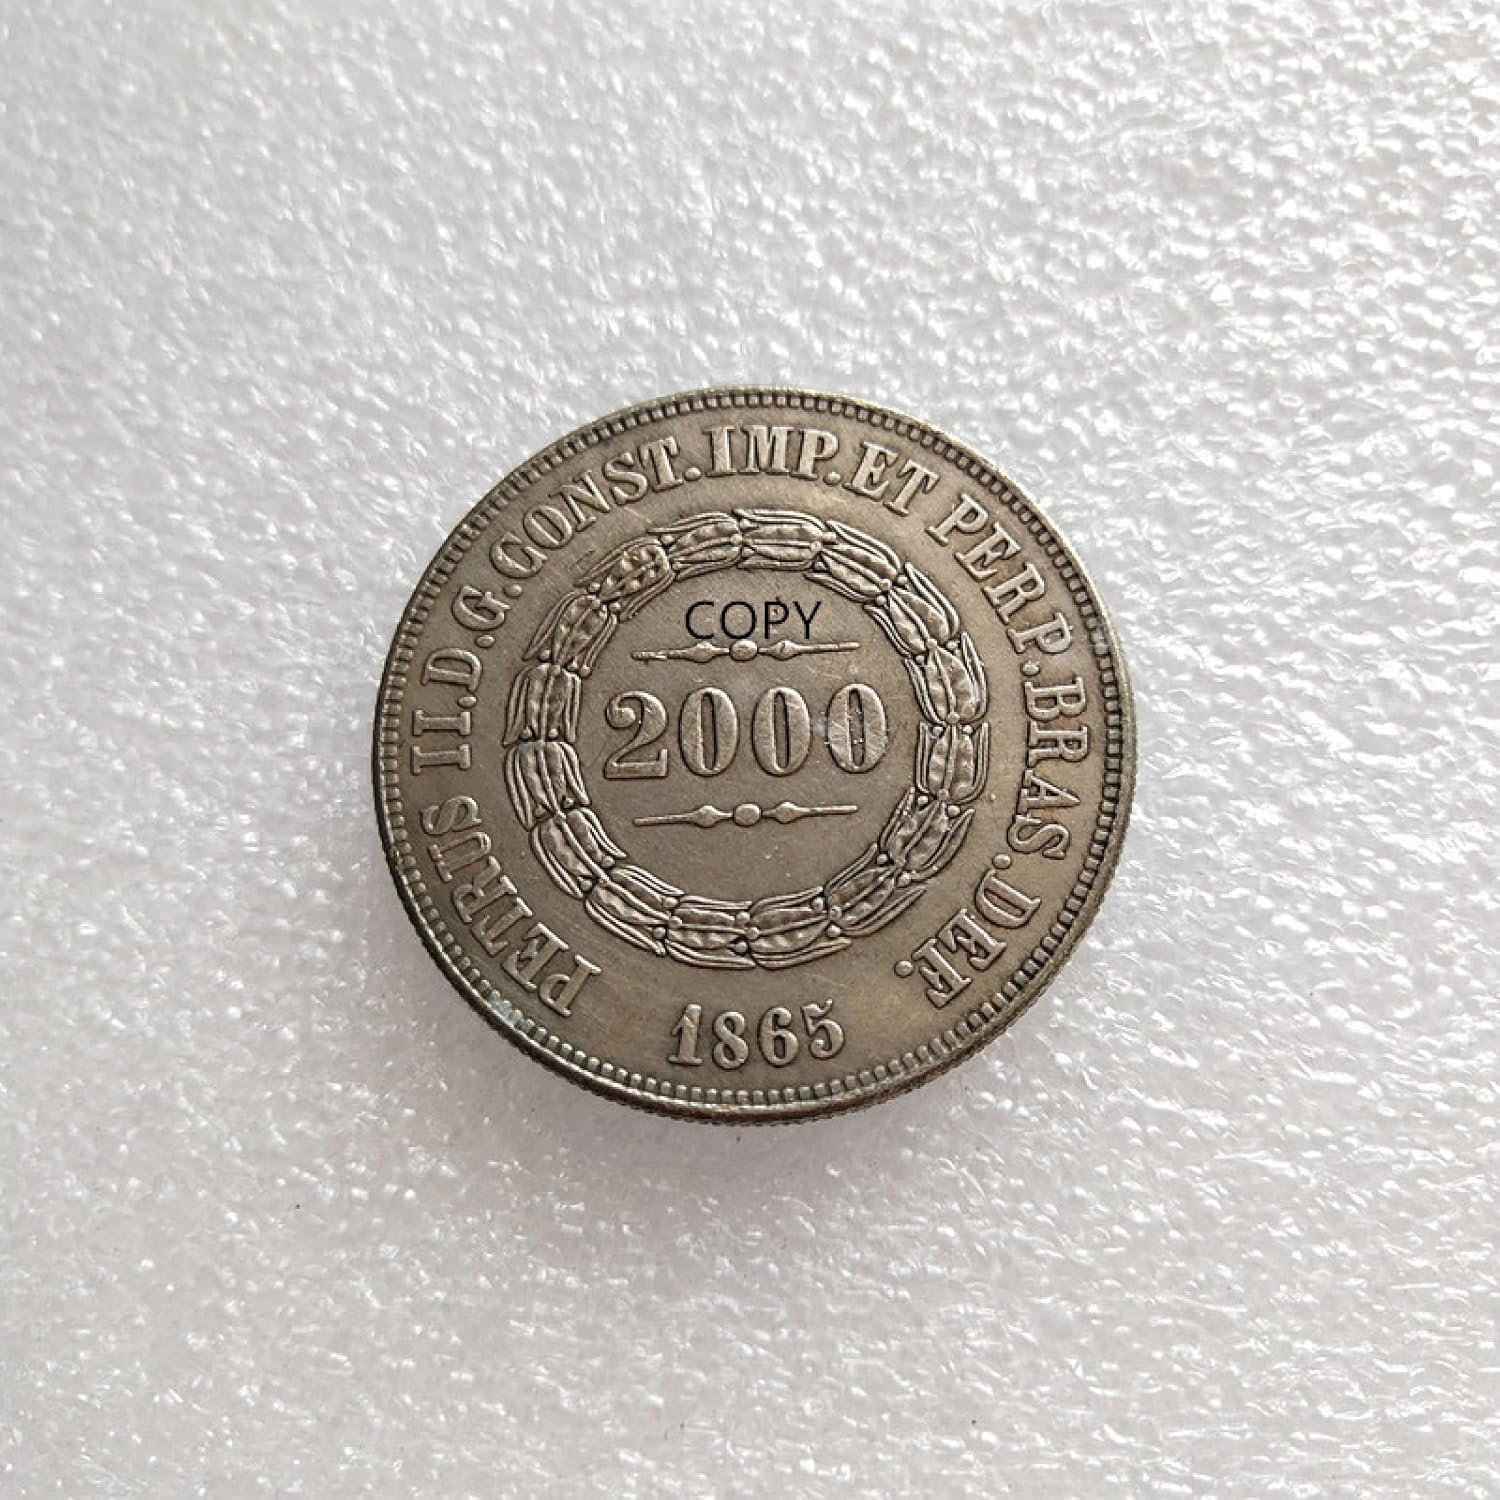 PETRUS II.D.G.CONST.IMP.ET PERP.BRAS.DEF.
COPY
2000
1865